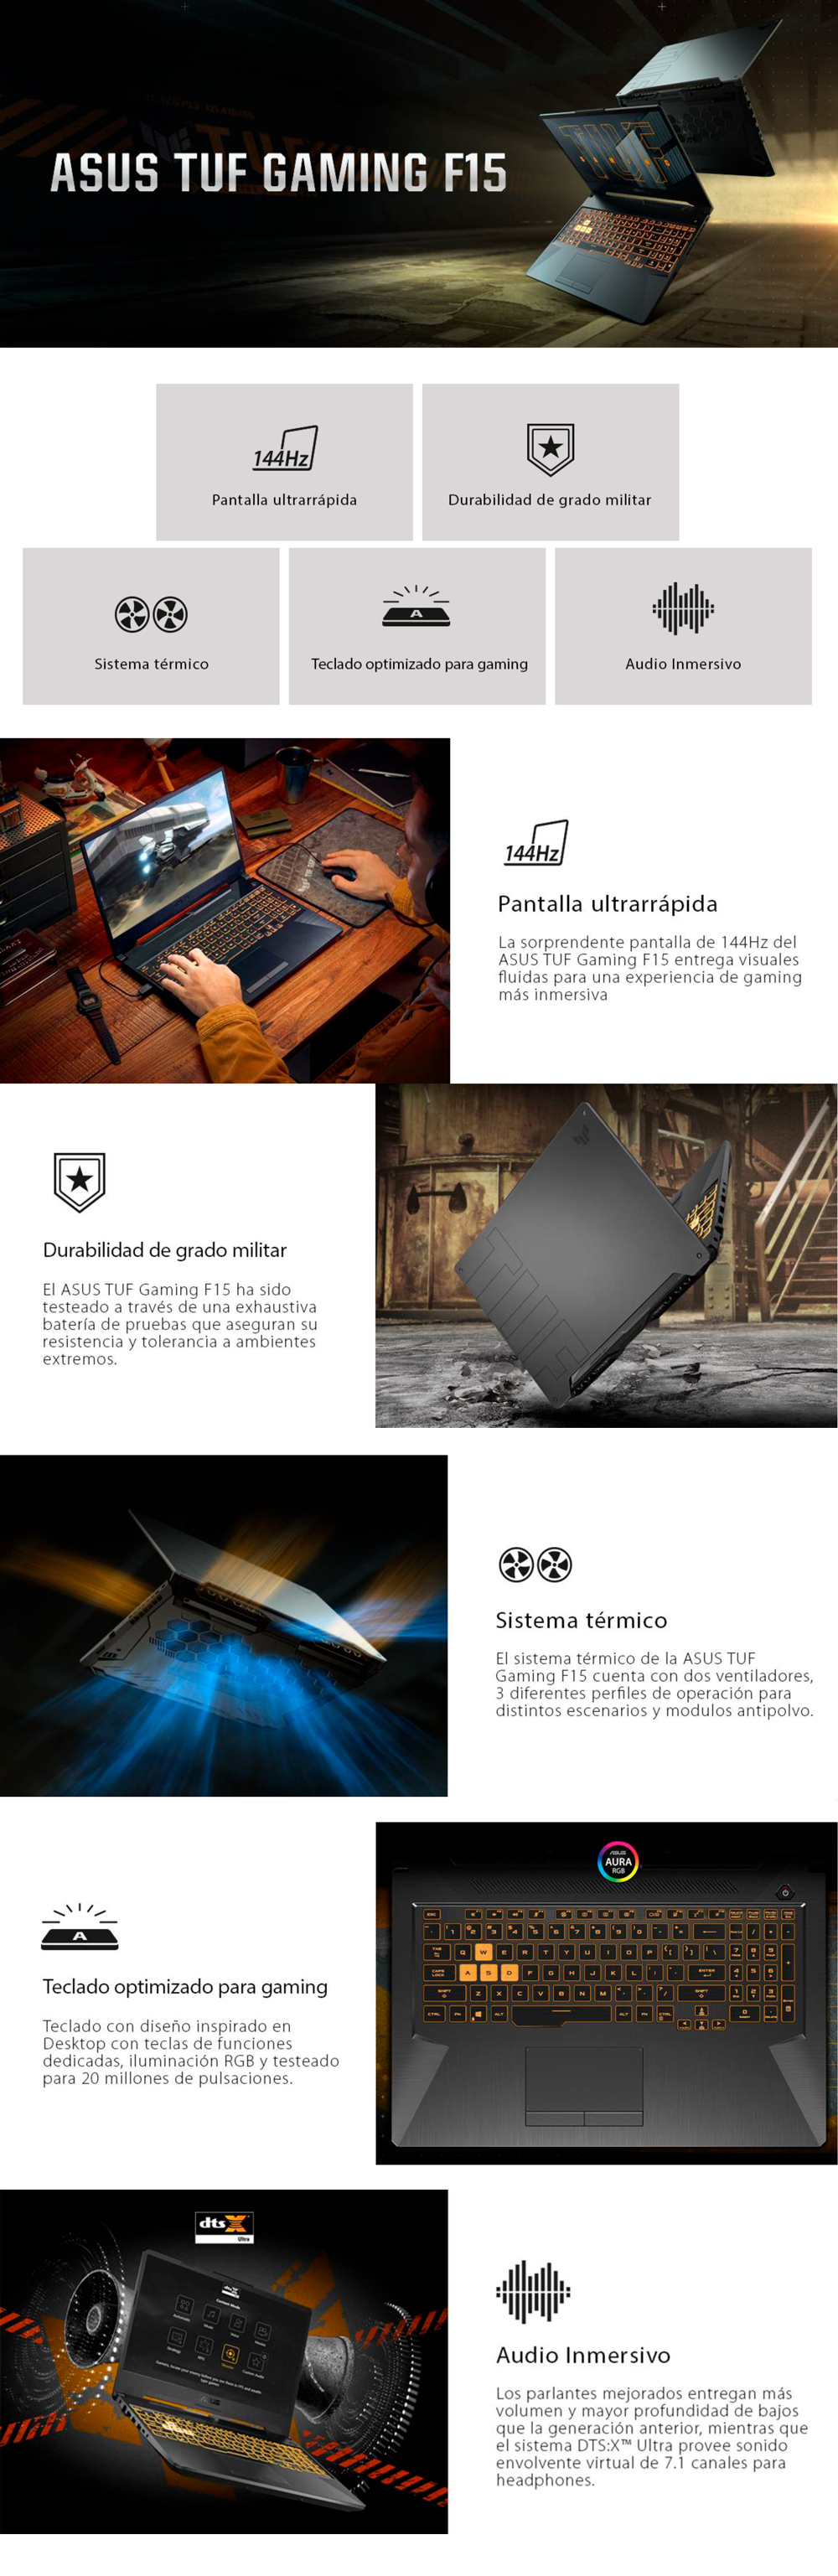 ASUS TUF GAMING F15
144Hz
Pantalla ultrarrápida
Durabilidad de grado militar
Sistema térmico
A
Teclado optimizado para gaming
Audio Inmersivo
144Hz
Pantalla ultrarrápida
La sorprendente pantalla de 144Hz del
ASUS TUF Gaming F15 entrega visuales
fluidas para una experiencia de gaming
más inmersiva
Durabilidad de grado militar
El ASUS TUF Gaming F15 ha sido
testeado a través de una exhaustiva
batería de pruebas que aseguran su
resistencia y tolerancia a ambientes
extremos.
TUF
Sistema térmico
El sistema térmico de la ASUS TUF
Gaming F15 cuenta con dos ventiladores,
3 diferentes perfiles de operación para
distintos escenarios y modulos antipolvo.
A
Teclado optimizado para gaming
Teclado con diseño inspirado en
Desktop con teclas de funciones
dedicadas, iluminación RGB y testeado
para 20 millones de pulsaciones.
ASUS
AURA
RGB
Q W E R T Y U I O P
A S D F G H J K L
Z X C V B N M
dts X
Ultra
Audio Inmersivo
Los parlantes mejorados entregan más
volumen y mayor profundidad de bajos
que la generación anterior, mientras que
el sistema DTS:X™ Ultra provee sonido
envolvente virtual de 7.1 canales para
headphones.